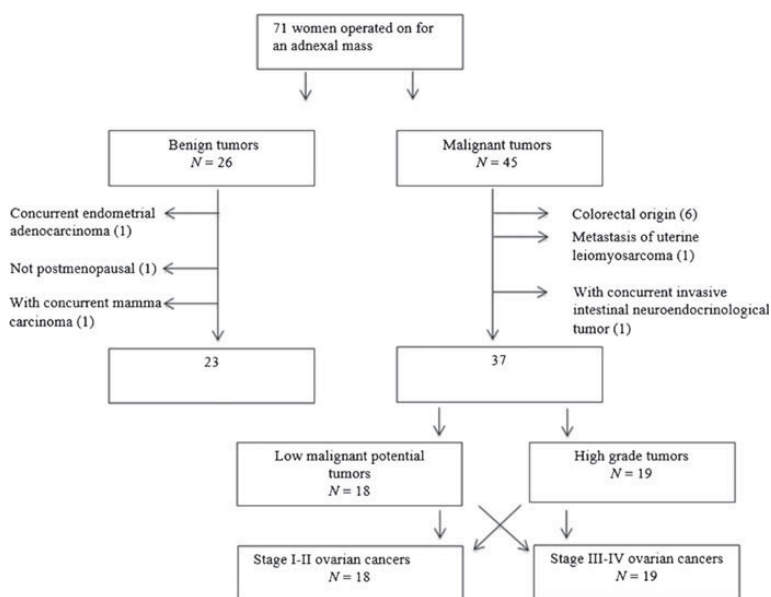 71 women operated on for
an adnexal mass
Benign tumors
N = 26
Malignant tumors
N = 45
Concurrent endometrial
adenocarcinoma (1)
Not postmenopausal (1)
With concurrent mamma
carcinoma (1)
Colorectal origin (6)
Metastasis of uterine
leiomyosarcoma (1)
With concurrent invasive
intestinal neuroendocrinological
tumor (1)
23
37
Low malignant potential
tumors
N = 18
High grade tumors
N = 19
Stage I-II ovarian cancers
N = 18
Stage III-IV ovarian cancers
N = 19